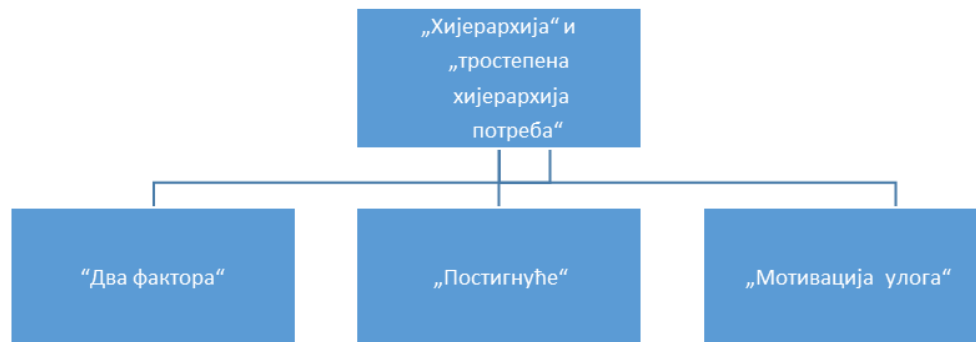 „Хијерархија“ и
„тростепена
хијерархија
потреба“
“Два фактора“
„Постигнуће“
„Мотивација  улога“